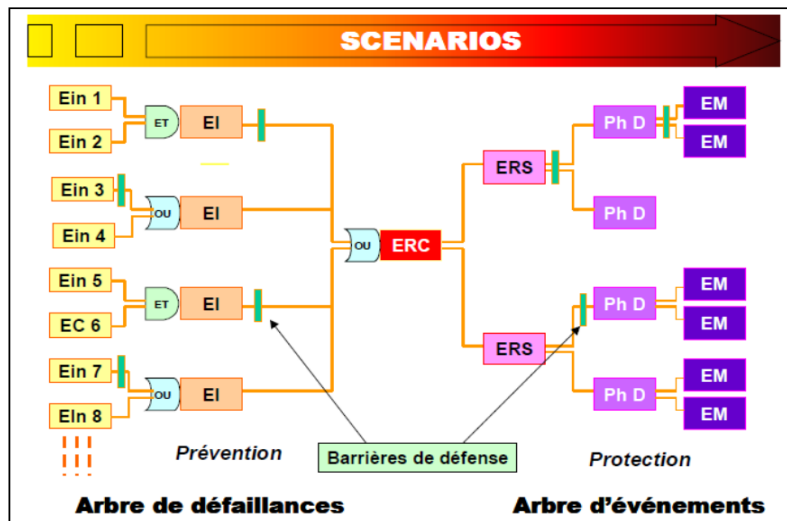 SCENARIOS
Ein 1
Ein 2
ET
EI
Ein 3
Ein 4
OU
EI
Ein 5
EC 6
ET
EI
Ein 7
EIn 8
OU
EI
OU
ERC
ERS
ERS
Ph D
Ph D
Ph D
Ph D
EM
EM
EM
EM
EM
EM
Prévention
Barrières de défense
Protection
Arbre de défaillances
Arbre d'événements